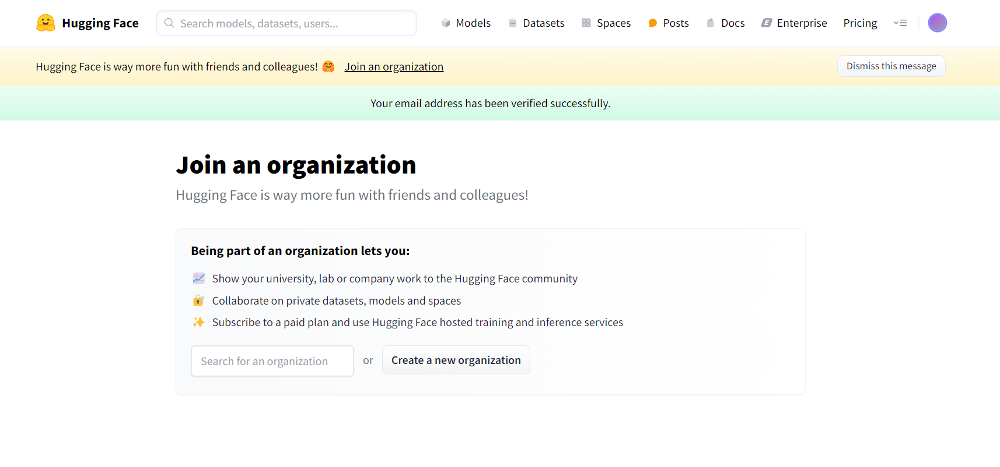 Hugging Face
Search models, datasets, users...
Models
Datasets
Spaces
Posts
Docs
Enterprise
Pricing
Hugging Face is way more fun with friends and colleagues! 🤗 Join an organization
Dismiss this message
Your email address has been verified successfully.
Join an organization
Hugging Face is way more fun with friends and colleagues!
Being part of an organization lets you:
Show your university, lab or company work to the Hugging Face community
Collaborate on private datasets, models and spaces
Subscribe to a paid plan and use Hugging Face hosted training and inference services
Search for an organization
or
Create a new organization